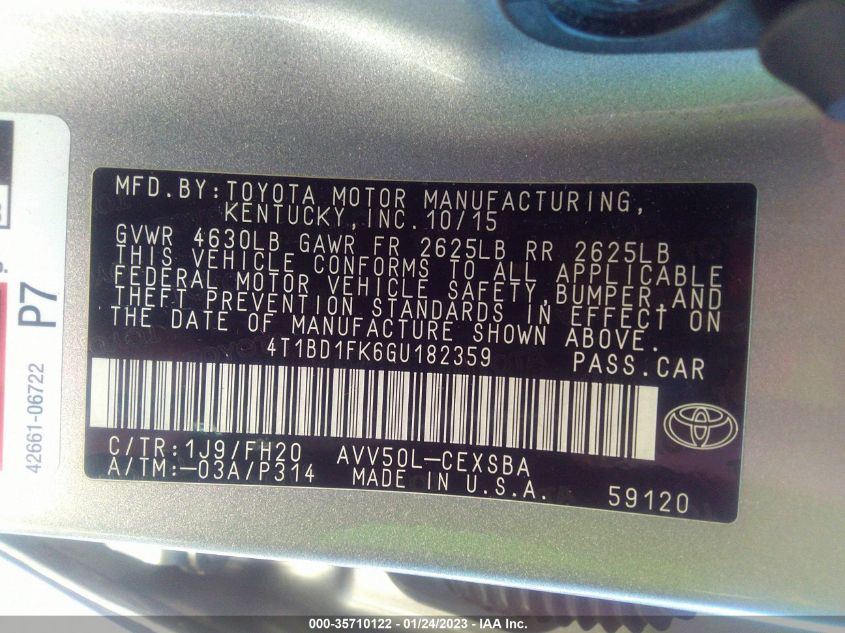 MFD.BY:TOYOTA MOTOR MANUFACTURING,
KENTUCKY,INC.10/15
GVWR 4630LB GAWR FR 2625LB RR 2625LB
THIS VEHICLE CONFORMS TO ALL APPLICABLE
FEDERAL MOTOR VEHICLE SAFETY,BUMPER,AND
THEFT PREVENTION STANDARDS IN EFFECT ON
THE DATE OF MANUFACTURE SHOWN ABOVE.
4T1BD1FK6GU182359 PASS.CAR
C/TR:1J9/FH20 AVV50L-CEXSBA
A/TM:-03A/P314 MADE IN U.S.A. 59120
P7
42661-06722
000-35710122 — 01/24/2023 — IAA Inc.